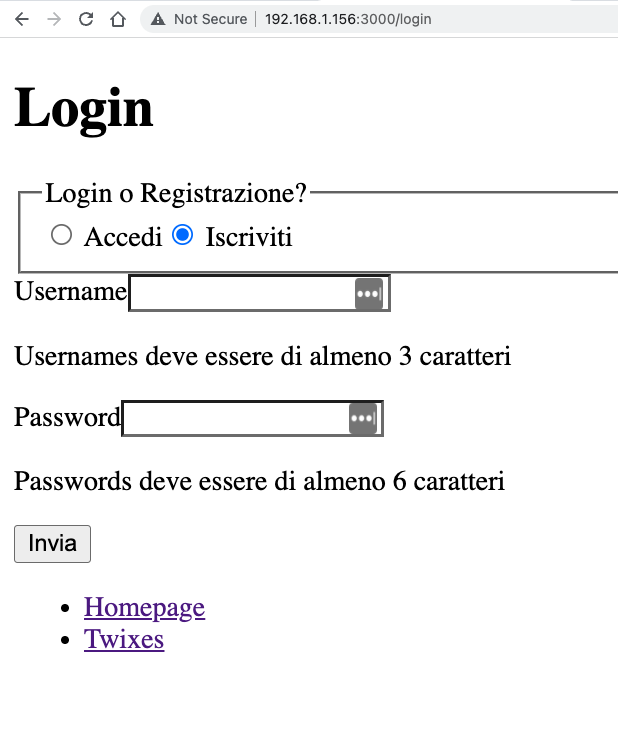 Not Secure 192.168.1.156:3000/login
Login
Login o Registrazione?
Accedi Iscriviti
Username
Usernames deve essere di almeno 3 caratteri
Password
Passwords deve essere di almeno 6 caratteri
Invia
Homepage
Twixes